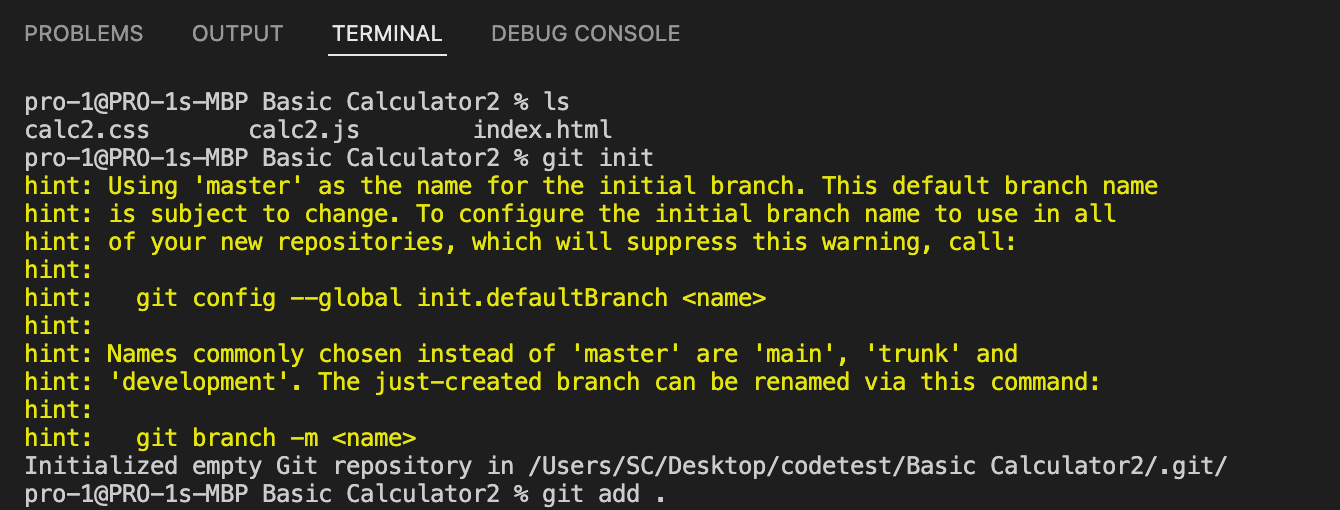 PROBLEMS OUTPUT TERMINAL DEBUG CONSOLE
pro-1@PRO-1s-MBP Basic Calculator2 % ls
calc2.css calc2.js index.html
pro-1@PRO-1s-MBP Basic Calculator2 % git init
hint: Using 'master' as the name for the initial branch. This default branch name
hint: is subject to change. To configure the initial branch name to use in all
hint: of your new repositories, which will suppress this warning, call:
hint:
hint:   git config --global init.defaultBranch <name>
hint:
hint: Names commonly chosen instead of 'master' are 'main', 'trunk' and
hint: 'development'. The just-created branch can be renamed via this command:
hint:
hint:   git branch -m <name>
Initialized empty Git repository in /Users/SC/Desktop/codetest/Basic Calculator2/.git/
pro-1@PRO-1s-MBP Basic Calculator2 % git add .